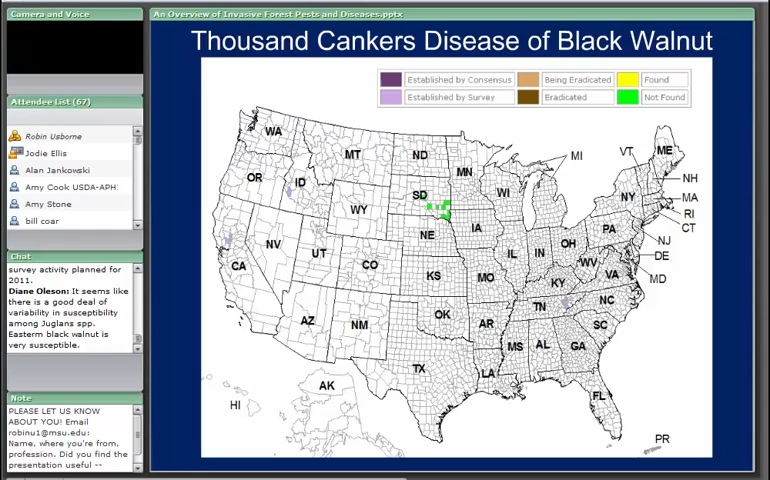 Camera and Voice
Attendee List (67)
Robin Usborne
Jodie Ellis
Alan Jankowski
Amy Cook USDA-APH:
Amy Stone
bill coar
Chat
survey activity planned for
2011.
Diane Oleson: It seems like
there is a good deal of
variability in susceptibility
among Juglans spp.
Easterm black walnut is
very susceptible.
Note
PLEASE LET US KNOW
ABOUT YOU! Email
robinu1@msu.edu:
Name, where you're from,
profession. Did you find the
presentation useful --
An Overview of Invasive Forest Pests and Diseases.pptx
Thousand Cankers Disease of Black Walnut
Established by Consensus
Being Eradicated
Found
Established by Survey
Eradicated
Not Found
WA
MT
ND
MN
MI
VT
ME
OR
ID
SD
WI
NH
WY
NY
MA
RI
CT
NV
NE
IA
PA
NJ
UT
IL
IN
OH
DE
CA
CO
WV
VA
MD
KS
MO
KY
AZ
NM
OK
TN
NC
AR
SC
MS
AL
GA
TX
LA
AK
HI
FL
PR